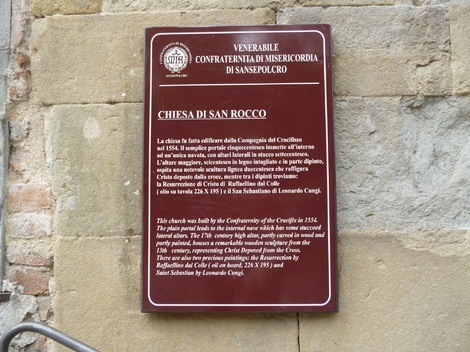 VENERABILE
CONFRATERNITA DI MISERICORDIA
DI SANSEPOLCRO
SANSEPOLCRO
CHIESA DI SAN ROCCO
La chiesa fu fatta edificare dalla Compagnia del Crocifisso
nel 1554. Il semplice portale cinquecentesco immette all'interno
ad un'unica navata, con altari laterali in stucco settecentesco.
L'altare maggiore, seicentesco in legno intagliato e in parte dipinto,
ospita una notevole scultura lignea duecentesca che raffigura
Cristo deposto dalla croce, mentre tra i dipinti troviamo:
la Resurrezione di Cristo di Raffaellino dal Colle
( olio su tavola 226 X 195 ) e il San Sebastiano di Leonardo Cungi.
This church was built by the Confraternity of the Crucifix in 1554.
The plain portal leads to the internal nave which has some stuccoed
lateral altars. The 17th century high altar, partly carved in wood and
partly painted, houses a remarkable wooden sculpture from the
13th century, representing Christ Deposed from the Cross.
There are also two precious paintings: the Resurrection by
Raffaellino dal Colle ( oil on board, 226 X 195 ) and
Saint Sebastian by Leonardo Cungi.